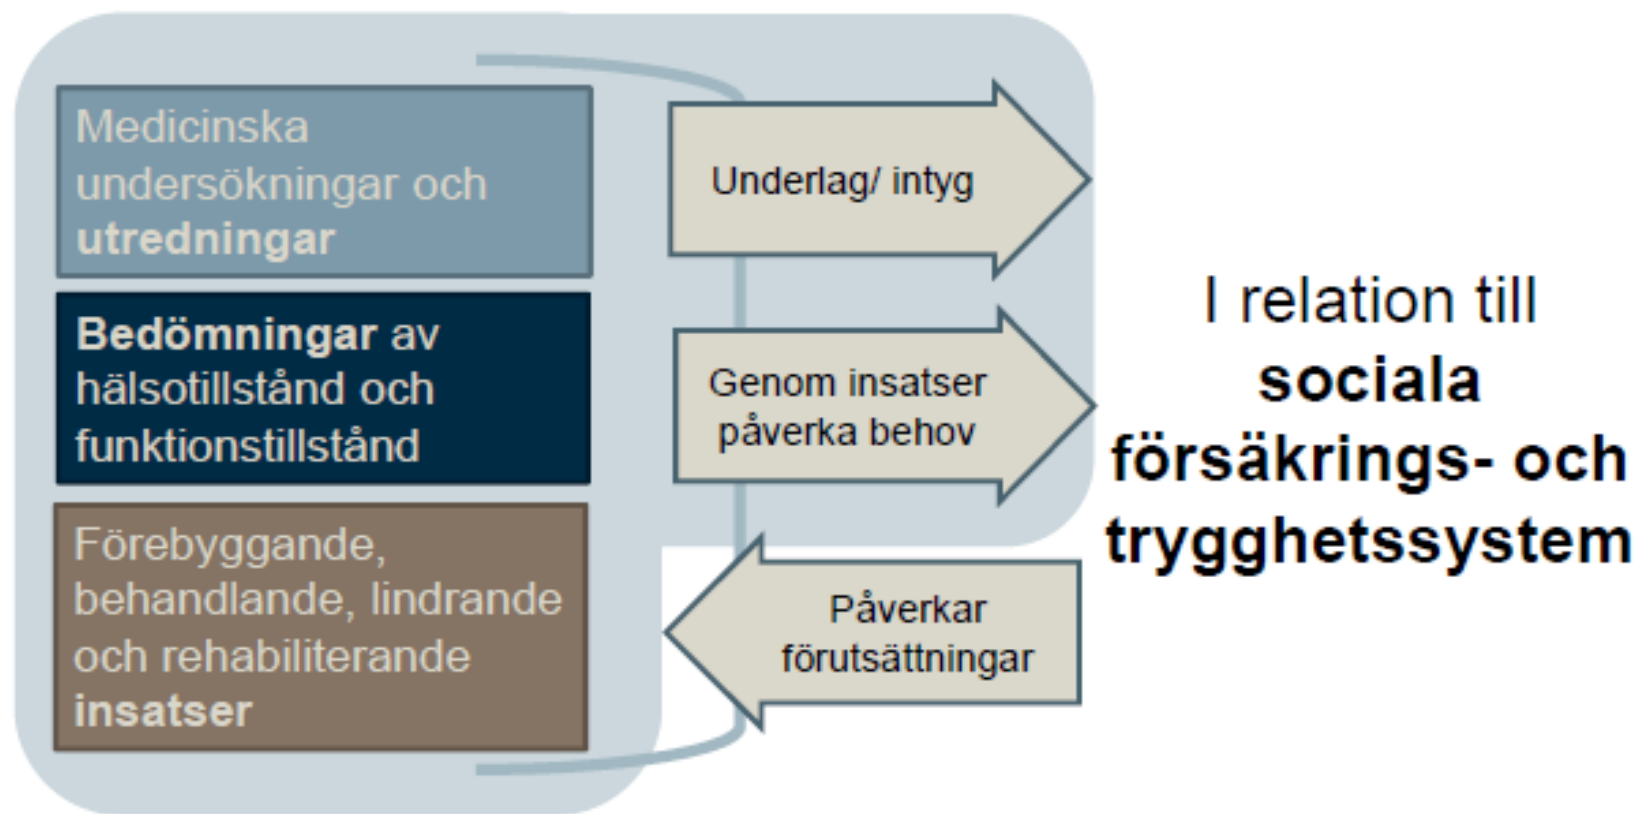 Medicinska
undersökningar och
utredningar
Bedömningar av
hälsotillstånd och
funktionstillstånd
Förebyggande,
behandlande, lindrande
och rehabiliterande
insatser
Underlag/ intyg
Genom insatser
påverka behov
Påverkar
förutsättningar
I relation till
sociala
försäkrings- och
trygghetssystem